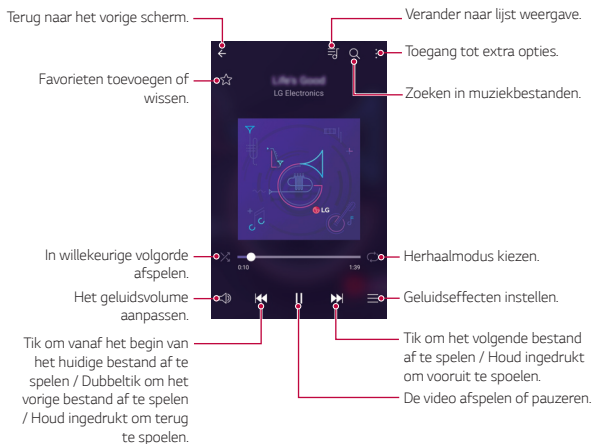 Terug naar het vorige scherm.
Verander naar lijst weergave.
Toegang tot extra opties.
Favorieten toevoegen of
wissen.
Zoeken in muziekbestanden.
Life's Good
LG Electronics
LG
In willekeurige volgorde
afspelen.
Herhaalmodus kiezen.
0:10
1:39
Het geluidsvolume
aanpassen.
Geluidseffecten instellen.
Tik om vanaf het begin van
het huidige bestand af te
spelen / Dubbeltik om het
vorige bestand af te spelen
/ Houd ingedrukt om terug
te spoelen.
Tik om het volgende bestand
af te spelen / Houd ingedrukt
om vooruit te spoelen.
De video afspelen of pauzeren.